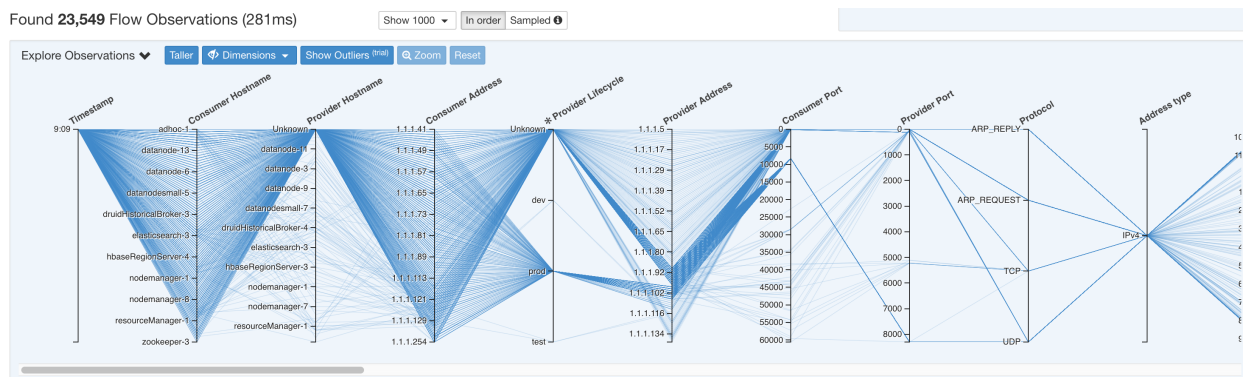 Found 23,549 Flow Observations (281ms)
Show 1000
In order
Sampled
Explore Observations
Taller
Dimensions
Show Outliers (trial)
Zoom
Reset
Timestamp
Consumer Hostname
Provider Hostname
Consumer Address
* Provider Lifecycle
Provider Address
Consumer Port
Provider Port
Protocol
Address type
9:09
adhoc-1
datanode-13
datanode-6
datanodesmall-5
druidHistoricalBroker-3
elasticsearch-3
hbaseRegionServer-4
nodemanager-1
nodemanager-8
resourceManager-1
zookeeper-3
Unknown
datanode-11
datanode-3
datanode-9
datanodesmall-7
druidHistoricalBroker-4
elasticsearch-3
hbaseRegionServer-3
nodemanager-1
nodemanager-7
resourceManager-1
1.1.1.41
1.1.1.49
1.1.1.57
1.1.1.65
1.1.1.73
1.1.1.81
1.1.1.89
1.1.1.113
1.1.1.121
1.1.1.129
1.1.1.254
Unknown
dev
prod
test
1.1.1.5
1.1.1.17
1.1.1.29
1.1.1.39
1.1.1.52
1.1.1.65
1.1.1.80
1.1.1.92
1.1.1.102
1.1.1.116
1.1.1.134
0
5000
10000
15000
20000
25000
30000
35000
40000
45000
50000
55000
60000
0
1000
2000
3000
4000
5000
6000
7000
8000
ARP_REPLY
ARP_REQUEST
TCP
UDP
IPv4